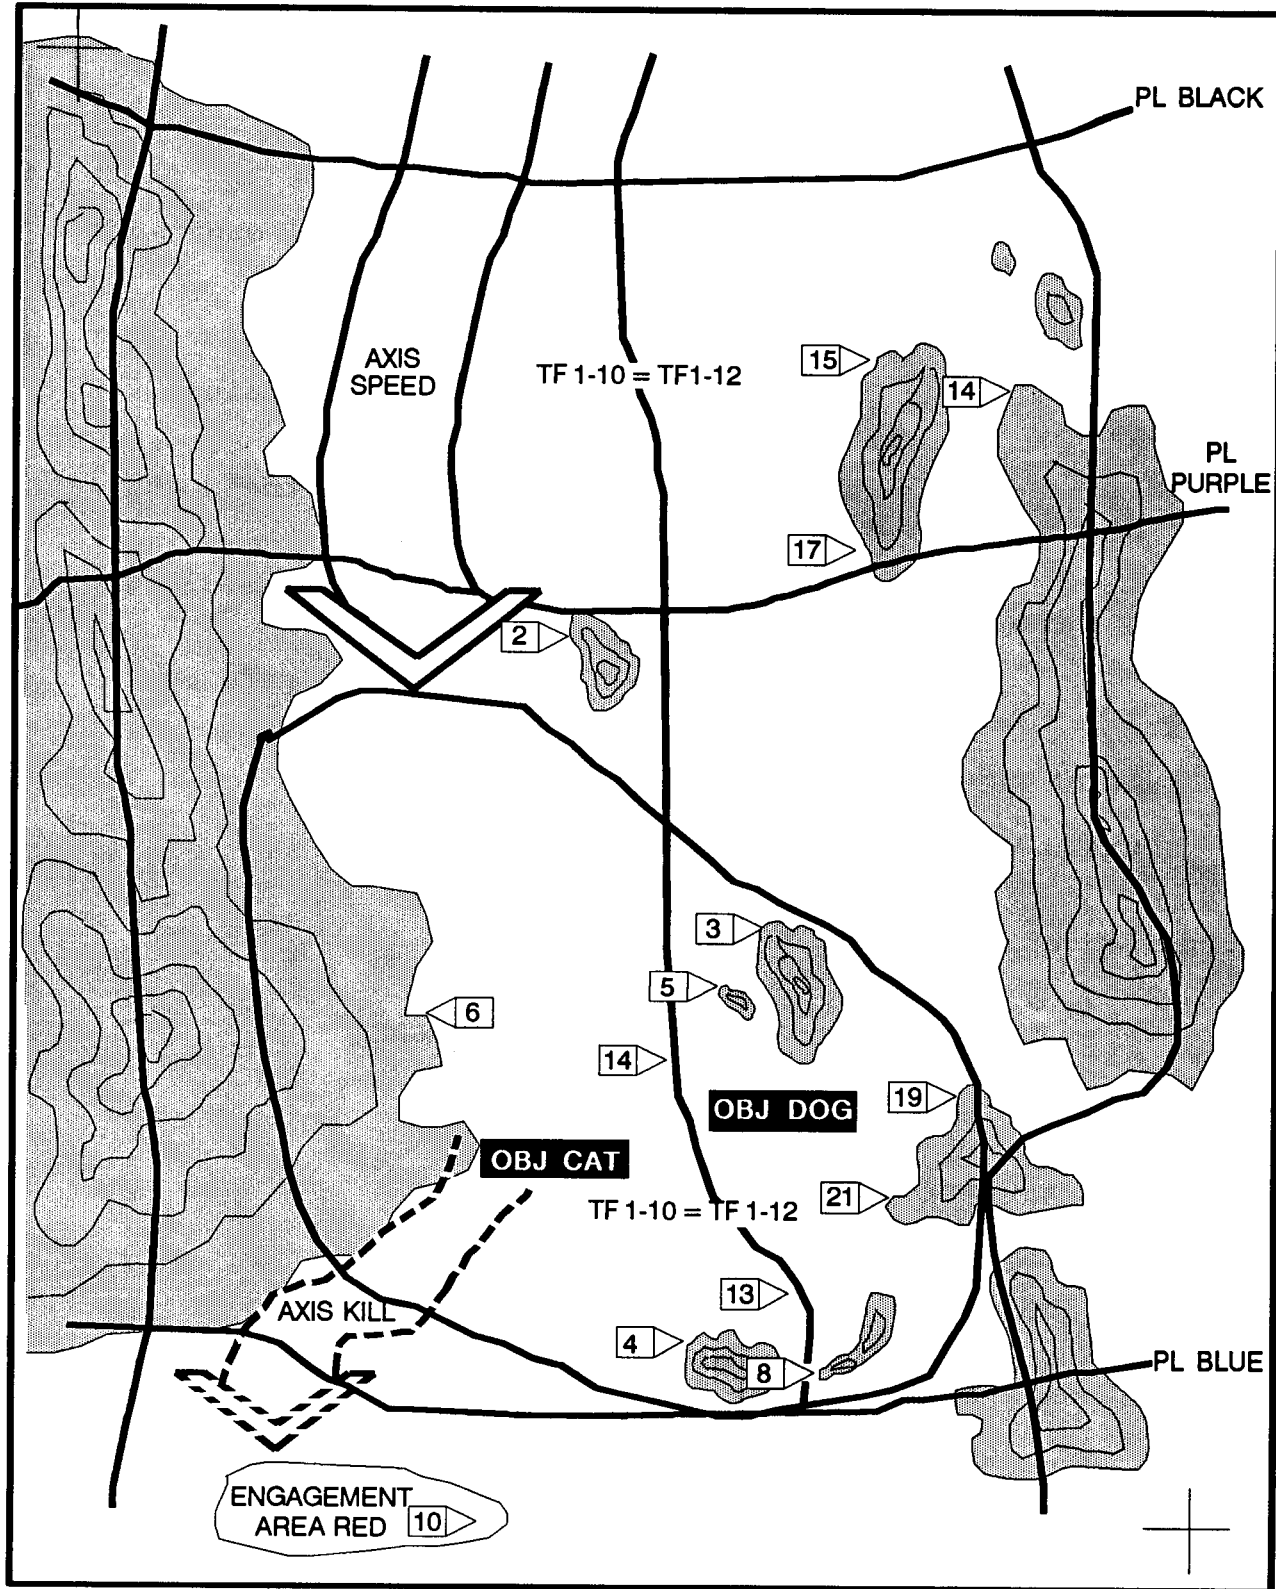 PL BLACK
AXIS
SPEED
TF 1-10 = TF1-12
15
14
PL
PURPLE
17
2
3
5
6
14
OBJ DOG
19
OBJ CAT
21
TF 1-10 = TF 1-12
13
AXIS KILL
4
8
PL BLUE
ENGAGEMENT
AREA RED
10